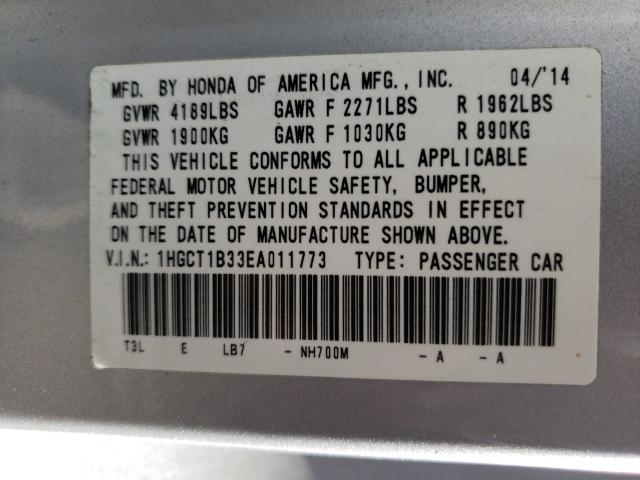 MFD. BY HONDA OF AMERICA MFG., INC. 04/'14
GVWR 4189LBS GAWR F 2271LBS R 1962LBS
GVWR 1900KG GAWR F 1030KG R 890KG
THIS VEHICLE CONFORMS TO ALL APPLICABLE
FEDERAL MOTOR VEHICLE SAFETY, BUMPER,
AND THEFT PREVENTION STANDARDS IN EFFECT
ON THE DATE OF MANUFACTURE SHOWN ABOVE.
V.I.N.: 1HGCT1B33EA011773 TYPE: PASSENGER CAR
T3L E LB7 - NH700M - A - A